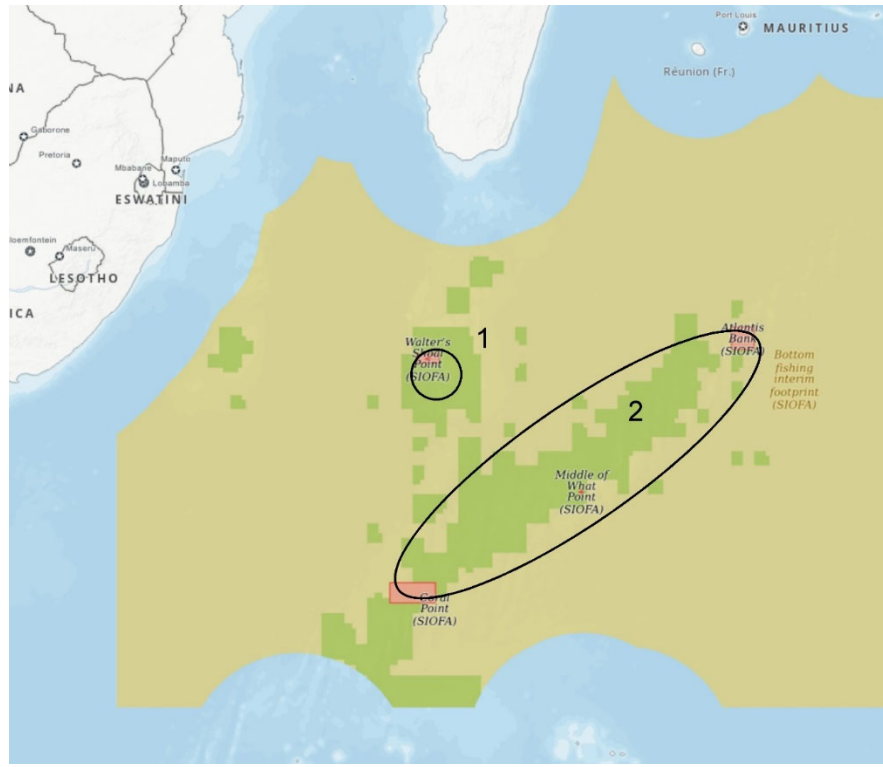 Port Louis
MAURITIUS
Réunion (Fr.)
NA
Gaborone
Pretoria
Maputo
Mbabane
Lobamba
ESWATINI
loemfontein
Maseru
LESOTHO
ICA
1
Walter's
Shoal
Point
(SIOFA)
Atlantis
Bank
(SIOFA)
Bottom
fishing
interim
footprint
(SIOFA)
2
Middle of
What
Point
(SIOFA)
Coral
Point
(SIOFA)